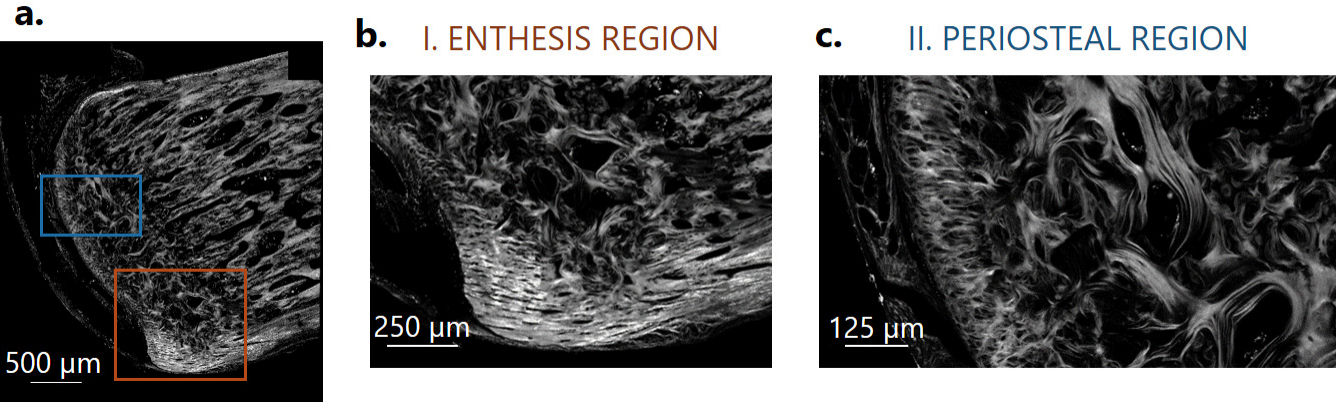 a.
b. I. ENTHESIS REGION
c. II. PERIOSTEAL REGION
500 µm
250 µm
125 µm